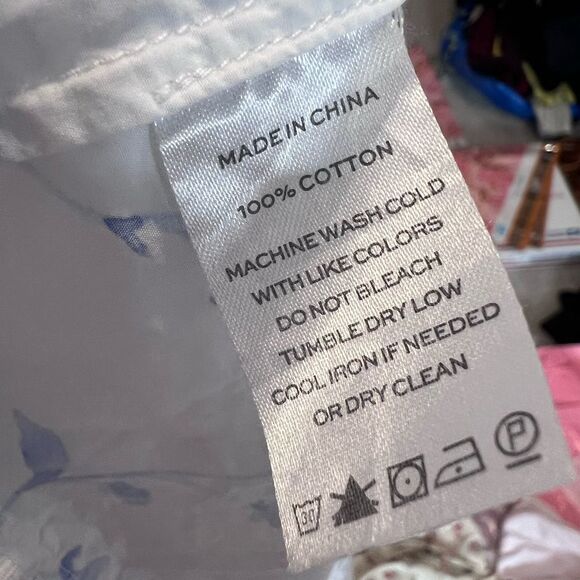 MADE IN CHINA
100% COTTON
MACHINE WASH COLD
WITH LIKE COLORS
DO NOT BLEACH
TUMBLE DRY LOW
COOL IRON IF NEEDED
OR DRY CLEAN
30 P